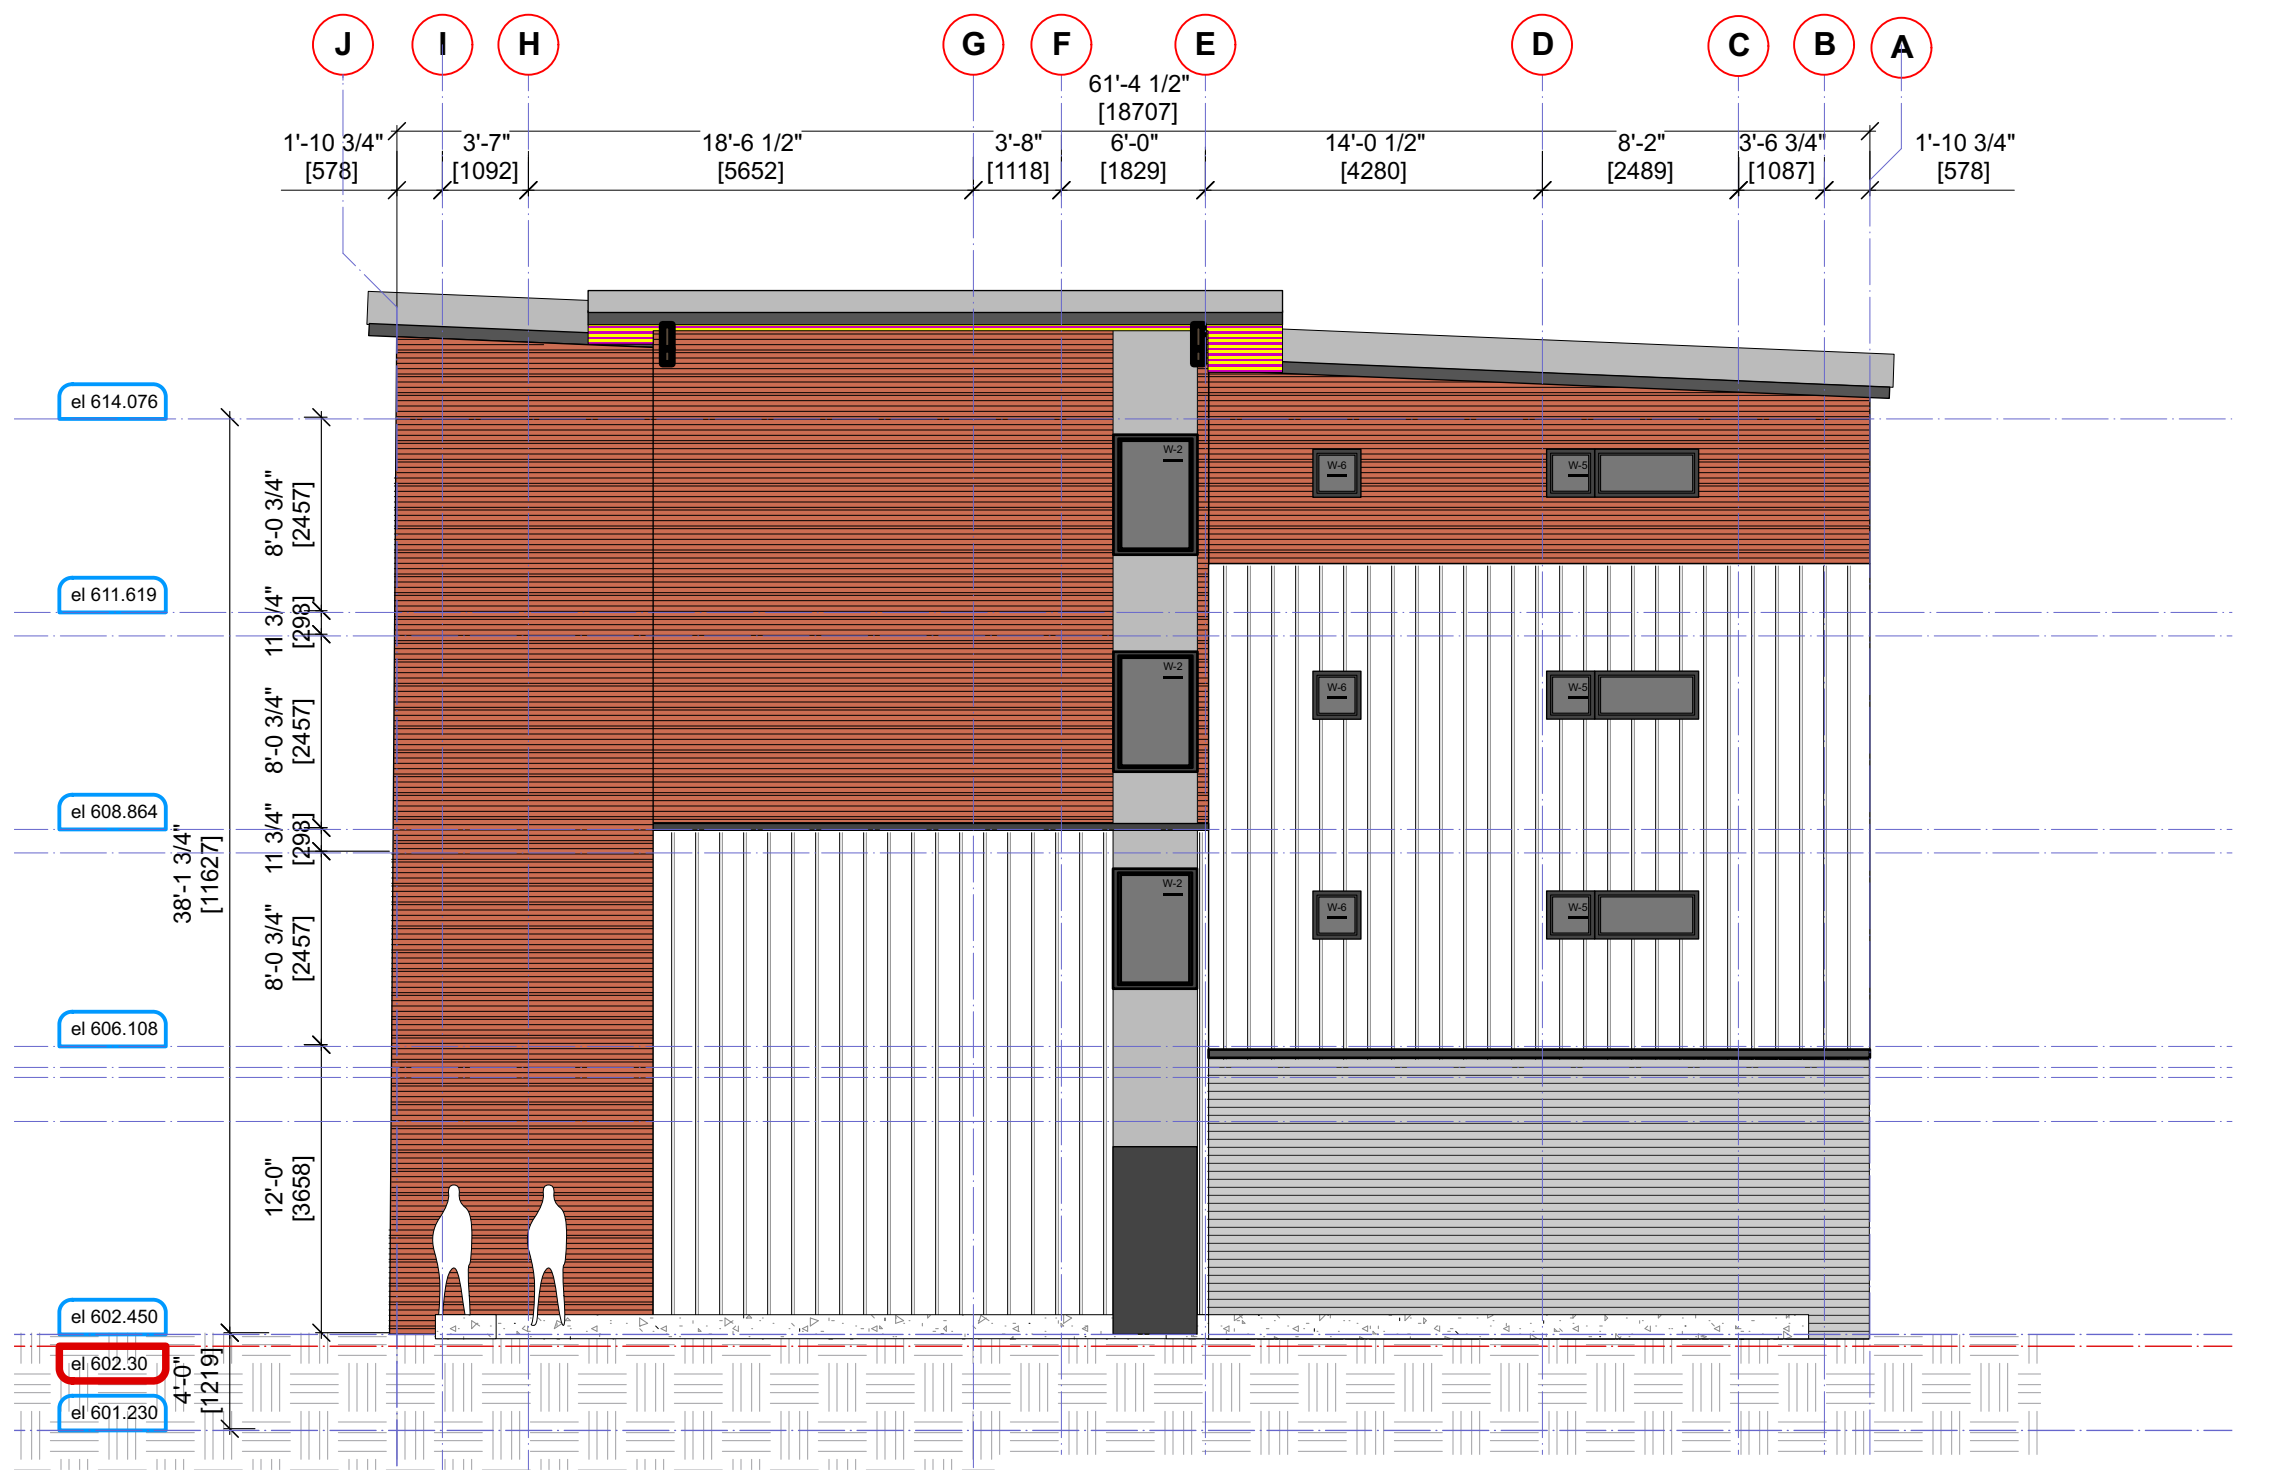 J I H G F E D C B A
61'-4 1/2"
[18707]
1'-10 3/4" 3'-7" 18'-6 1/2" 3'-8" 6'-0" 14'-0 1/2" 8'-2" 3'-6 3/4" 1'-10 3/4"
[578] [1092] [5652] [1118] [1829] [4280] [2489] [1087] [578]
el 614.076
8'-0 3/4"
[2457]
W-2 W-6 W-5
el 611.619
11 3/4"
[298]
8'-0 3/4"
[2457]
W-2 W-6 W-5
el 608.864
11 3/4"
[298]
38'-1 3/4"
[11627]
8'-0 3/4"
[2457]
W-2 W-6 W-5
el 606.108
12'-0"
[3658]
el 602.450
el 602.30
4'-0"
[1219]
el 601.230